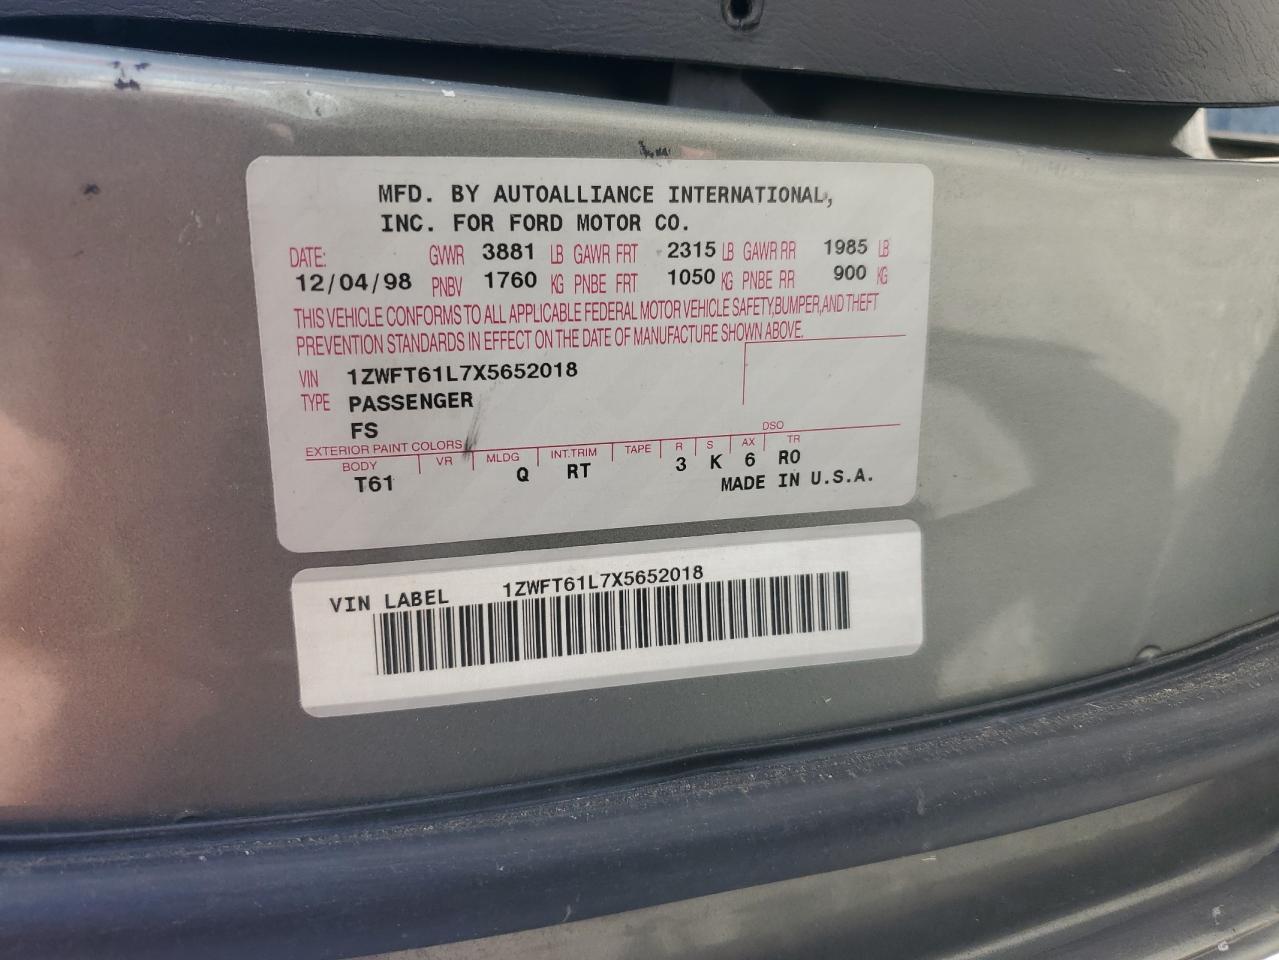 MFD. BY AUTOALLIANCE INTERNATIONAL,
INC. FOR FORD MOTOR CO.
DATE: GVWR 3881 LB GAWR FRT 2315 LB GAWR RR 1985 LB
12/04/98 PNBV 1760 KG PNBE FRT 1050 KG PNBE RR 900 KG
THIS VEHICLE CONFORMS TO ALL APPLICABLE FEDERAL MOTOR VEHICLE SAFETY,BUMPER,AND THEFT
PREVENTION STANDARDS IN EFFECT ON THE DATE OF MANUFACTURE SHOWN ABOVE.
VIN 1ZWFT61L7X5652018
TYPE PASSENGER
FS
EXTERIOR PAINT COLORS DSO
BODY VR MLDG INT.TRIM TAPE R S AX TR
T61 Q RT 3 K 6 R0
MADE IN U.S.A.
VIN LABEL 1ZWFT61L7X5652018